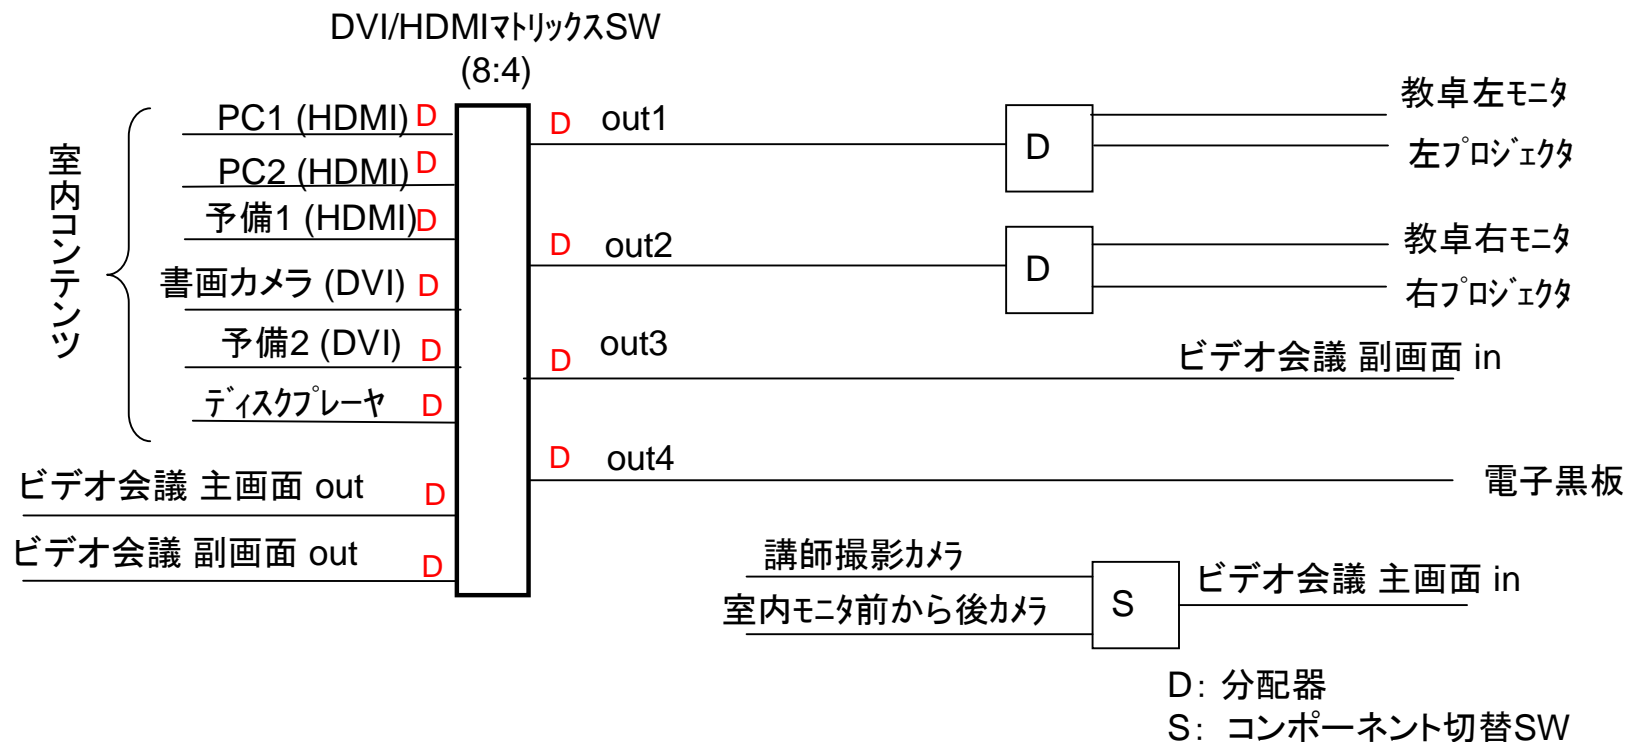 DVI/HDMIﾏﾄﾘｯｸｽSW
(8:4)
室内コンテンツ
PC1 (HDMI) D
PC2 (HDMI) D
予備1 (HDMI) D
書画カメラ (DVI) D
予備2 (DVI) D
ﾃﾞｨｽｸﾌﾟﾚｰﾔ D
ビデオ会議 主画面 out D
ビデオ会議 副画面 out D
D out1
D
教卓左ﾓﾆﾀ
左ﾌﾟﾛｼﾞｪｸﾀ
D out2
D
教卓右ﾓﾆﾀ
右ﾌﾟﾛｼﾞｪｸﾀ
D out3
ビデオ会議 副画面 in
D out4
電子黒板
講師撮影ｶﾒﾗ
室内ﾓﾆﾀ前から後ｶﾒﾗ
S
ビデオ会議 主画面 in
D: 分配器
S: コンポーネント切替SW